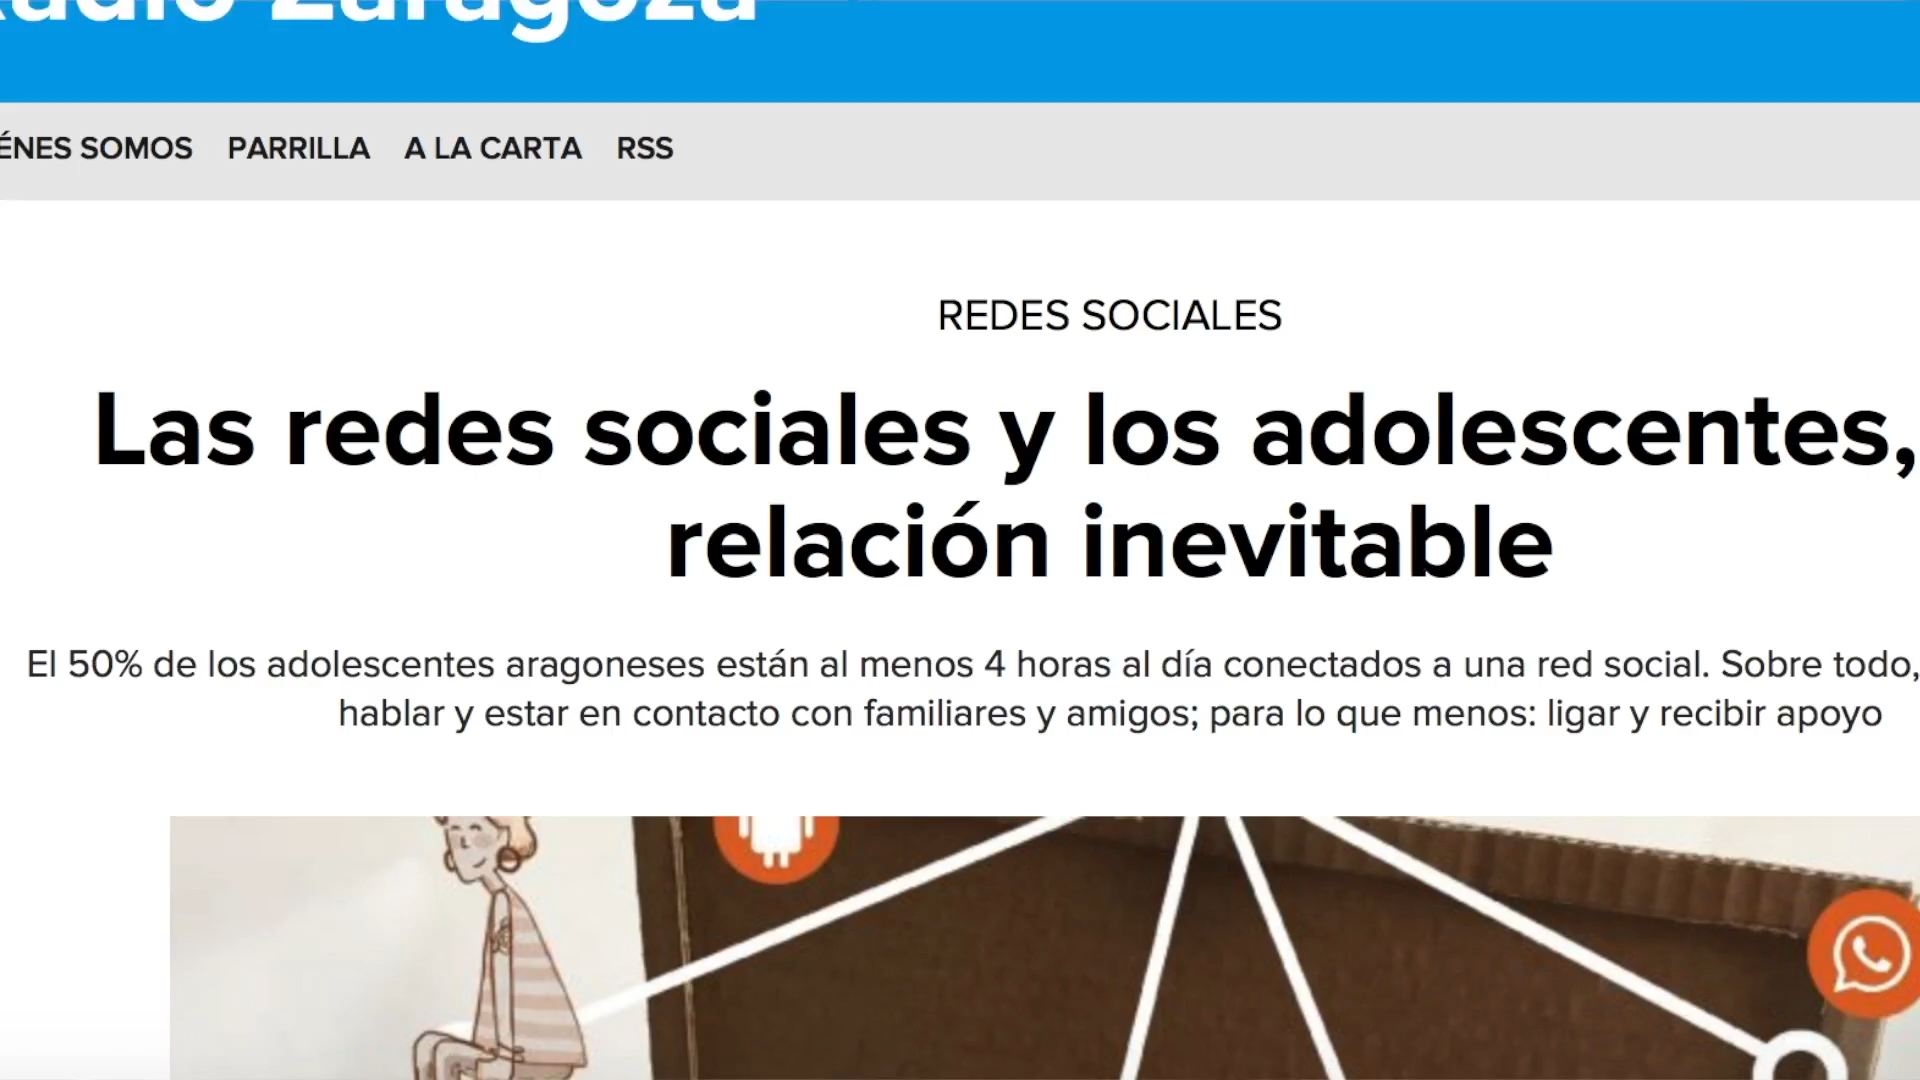 Zaragoza
SOMOS PARRILLA A LA CARTA RSS
REDES SOCIALES
Las redes sociales y los adolescentes,
relación inevitable
El 50% de los adolescentes aragoneses están al menos 4 horas al día conectados a una red social. Sobre todo,
hablar y estar en contacto con familiares y amigos; para lo que menos: ligar y recibir apoyo